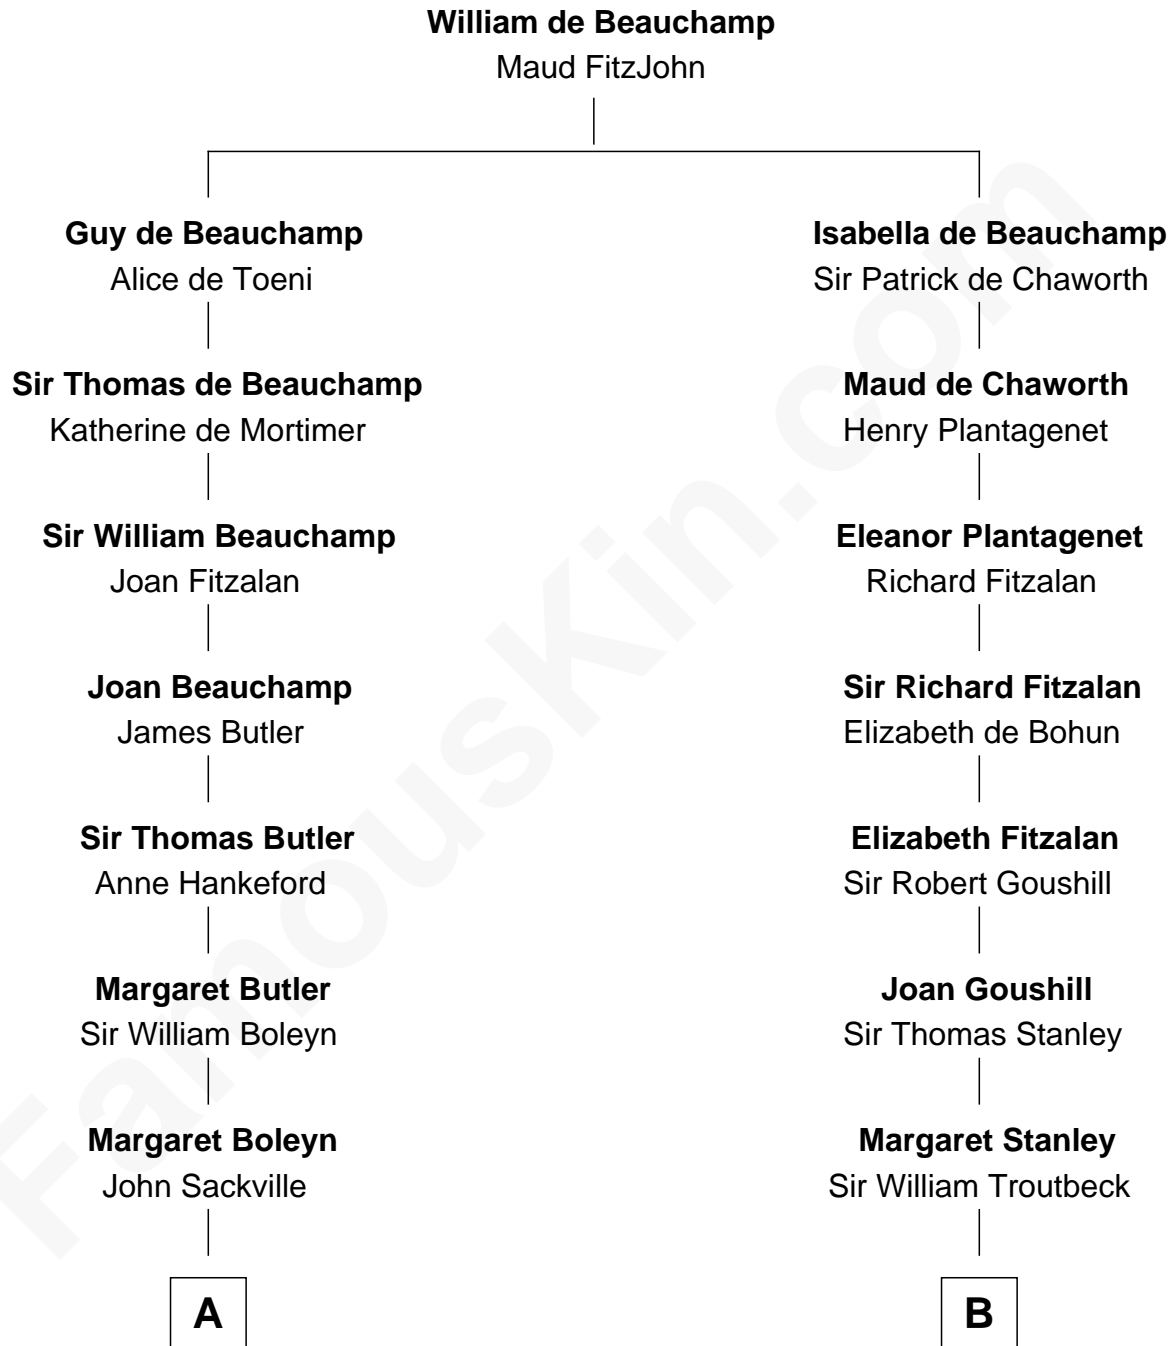 William de Beauchamp
Maud FitzJohn
Guy de Beauchamp
Alice de Toeni
Isabella de Beauchamp
Sir Patrick de Chaworth
Sir Thomas de Beauchamp
Katherine de Mortimer
Maud de Chaworth
Henry Plantagenet
Sir William Beauchamp
Joan Fitzalan
Eleanor Plantagenet
Richard Fitzalan
Joan Beauchamp
James Butler
Sir Richard Fitzalan
Elizabeth de Bohun
Sir Thomas Butler
Anne Hankeford
Elizabeth Fitzalan
Sir Robert Goushill
Margaret Butler
Sir William Boleyn
Joan Goushill
Sir Thomas Stanley
Margaret Boleyn
John Sackville
Margaret Stanley
Sir William Troutbeck
A
B
FamousKin.com